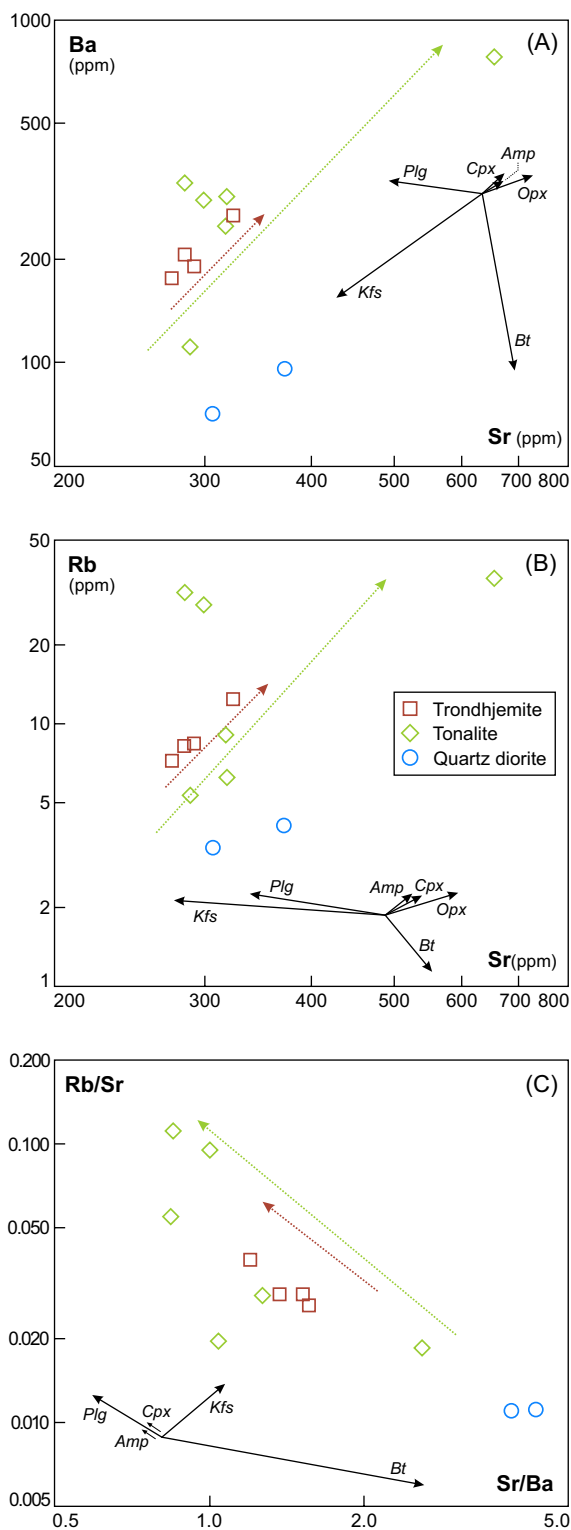 1000
Ba
(ppm)
(A)
500
Plg
Cpx
Amp
Opx
200
Kfs
Bt
100
50
Sr (ppm)
200
300
400
500
600
700
800
50
Rb
(ppm)
(B)
20
10
Trondhjemite
Tonalite
Quartz diorite
5
2
Kfs
Plg
Amp
Cpx
Opx
Bt
1
Sr(ppm)
200
300
400
500
600
700
800
0.200
Rb/Sr
(C)
0.100
0.050
0.020
0.010
Plg
Cpx
Amp
Kfs
Bt
0.005
Sr/Ba
0.5
1.0
2.0
5.0